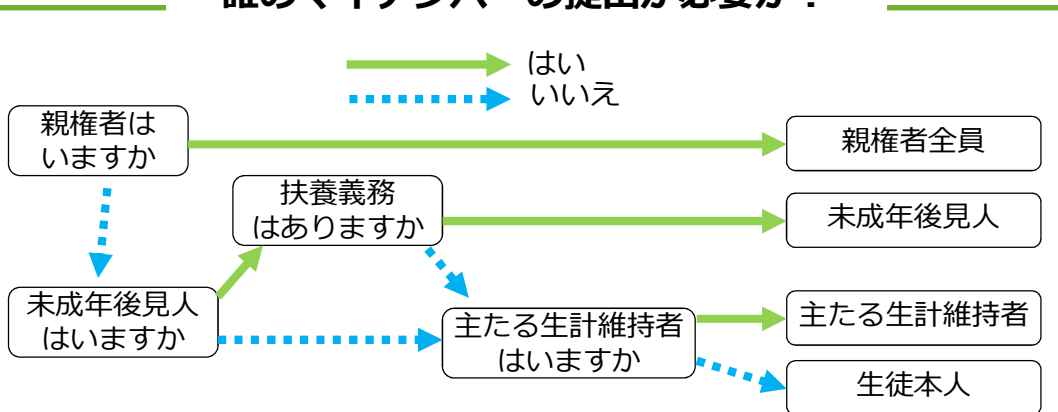 はい
いいえ
親権者は
いますか
親権者全員
扶養義務
はありますか
未成年後見人
未成年後見人
はいますか
主たる生計維持者
はいますか
主たる生計維持者
生徒本人